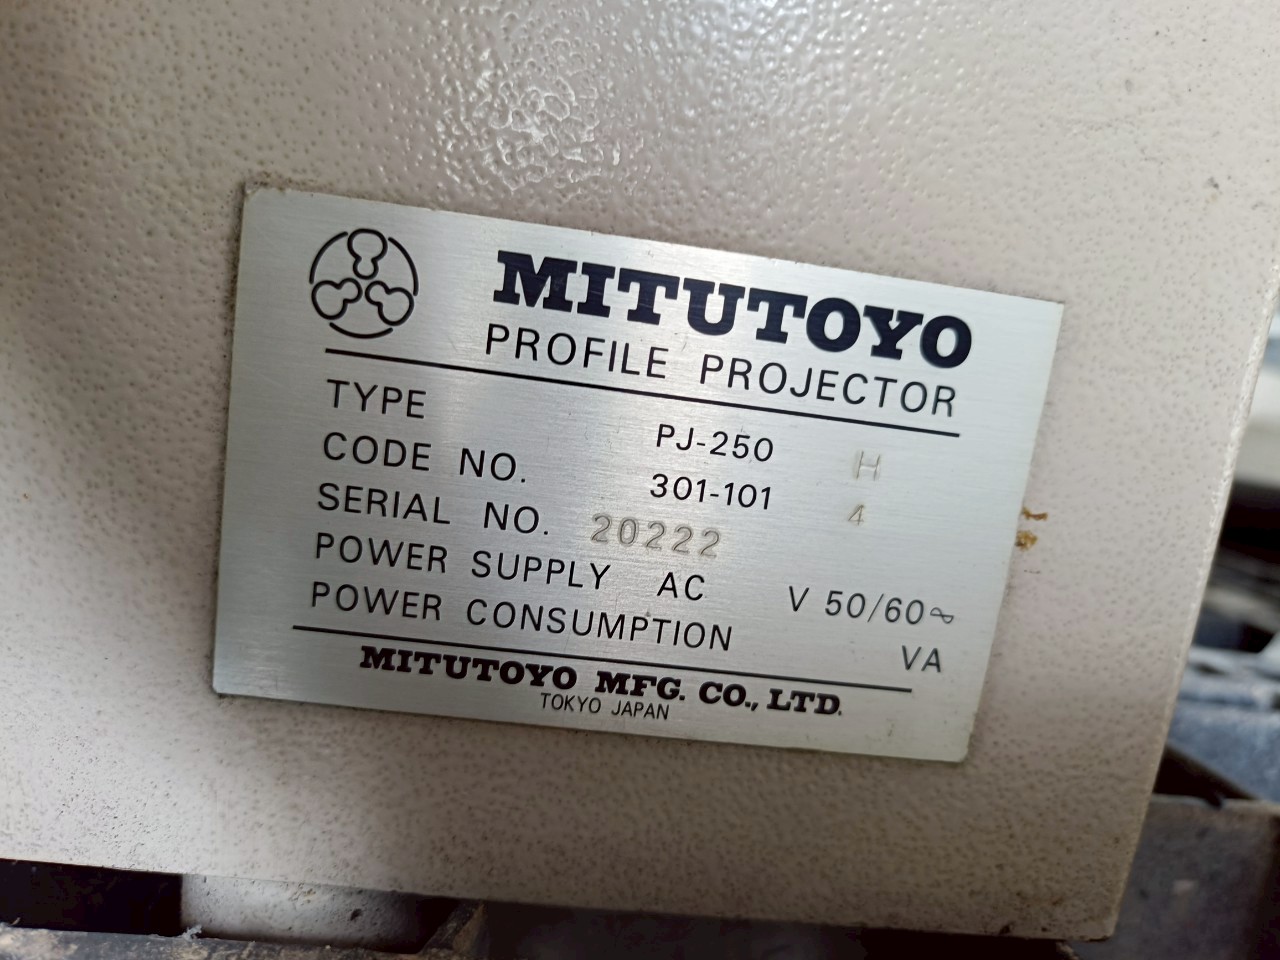 MITUTOYO
PROFILE PROJECTOR
TYPE PJ-250 H
CODE NO. 301-101 4
SERIAL NO. 20222
POWER SUPPLY AC V 50/60~
POWER CONSUMPTION VA
MITUTOYO MFG. CO., LTD.
TOKYO JAPAN